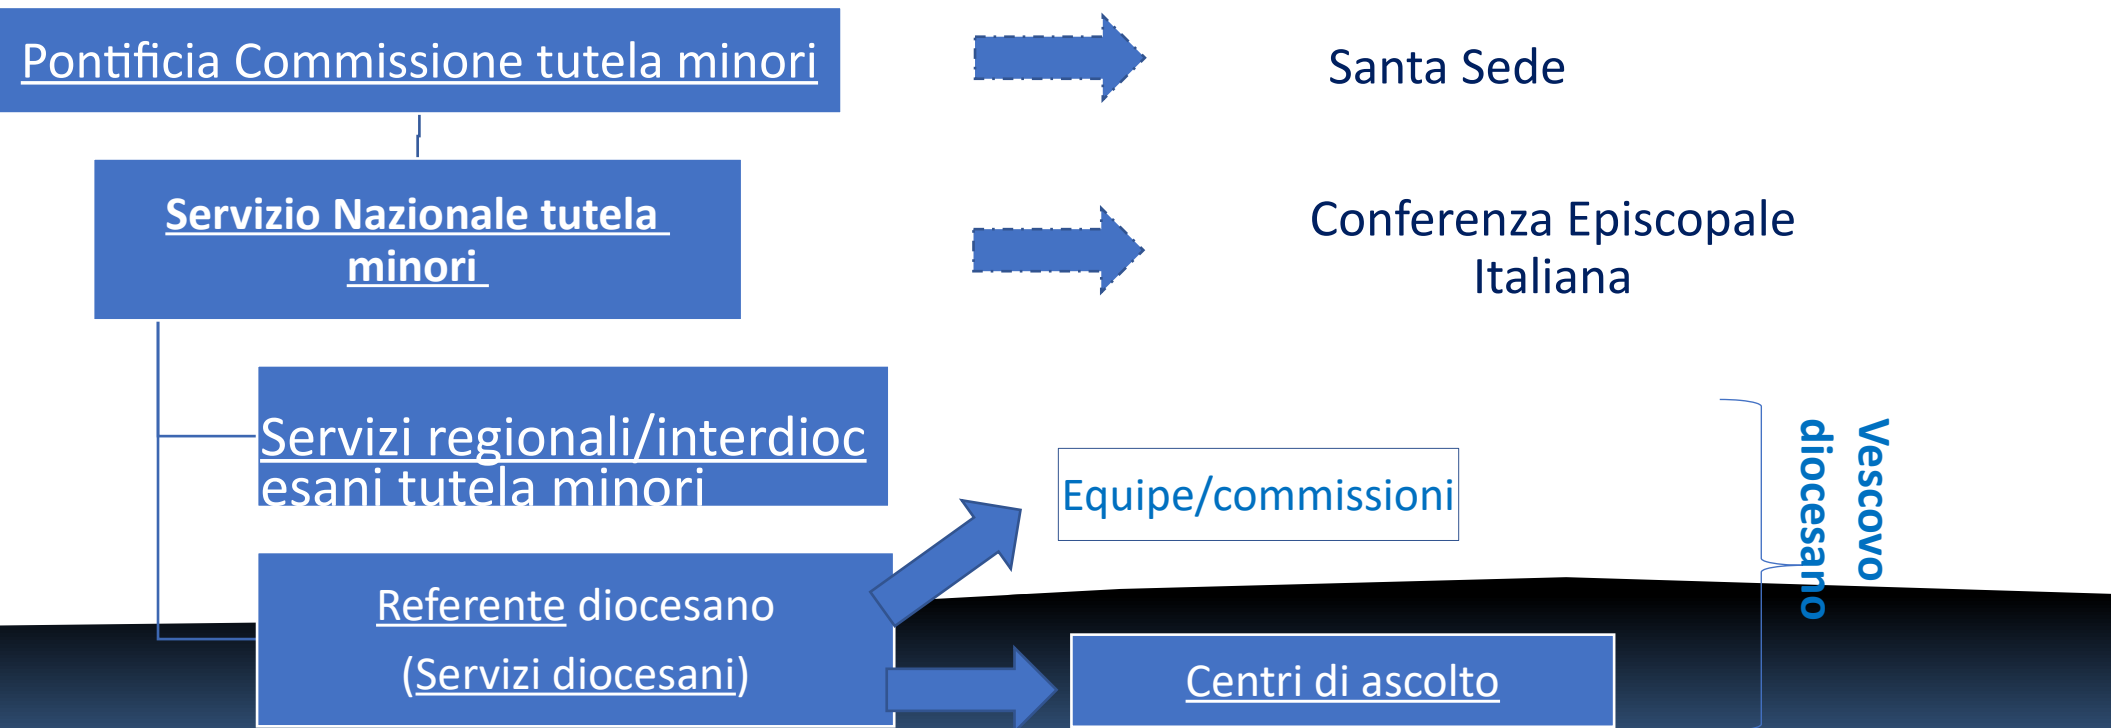 Pontificia Commissione tutela minori
Santa Sede
Servizio Nazionale tutela
minori
Conferenza Episcopale
Italiana
Servizi regionali/interdioc
esani tutela minori
Equipe/commissioni
Vescovo
diocesano
Referente diocesano
(Servizi diocesani)
Centri di ascolto